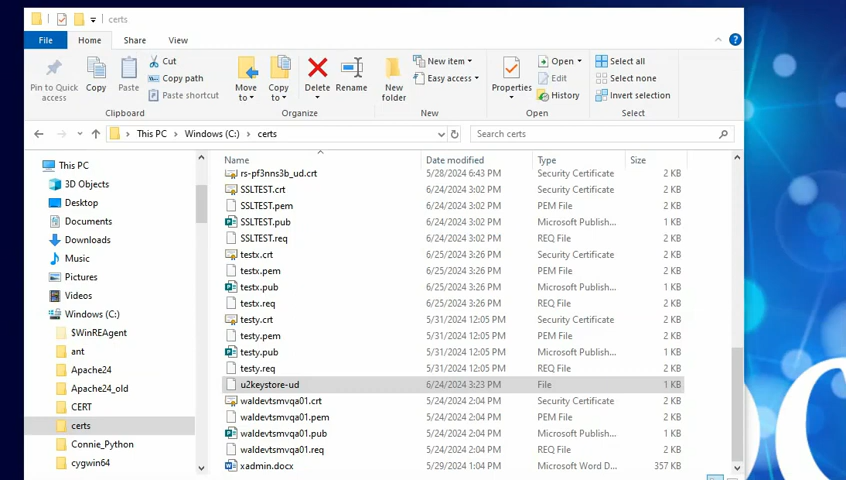 certs
File Home Share View
Pin to Quick access
Copy
Paste
Cut
Copy path
Paste shortcut
Clipboard
Move to
Copy to
Delete
Rename
Organize
New folder
New item
Easy access
New
Properties
Open
Edit
History
Open
Select all
Select none
Invert selection
Select
This PC Windows (C:) certs
Search certs
This PC
3D Objects
Desktop
Documents
Downloads
Music
Pictures
Videos
Windows (C:)
$WinREAgent
ant
Apache24
Apache24_old
CERT
certs
Connie_Python
cygwin64
Name Date modified Type Size
rs-pf3nns3b_ud.crt 5/28/2024 6:43 PM Security Certificate 2 KB
SSLTEST.crt 6/24/2024 3:02 PM Security Certificate 2 KB
SSLTEST.pem 6/24/2024 3:02 PM PEM File 2 KB
SSLTEST.pub 6/24/2024 3:02 PM Microsoft Publish... 2 KB
SSLTEST.req 6/24/2024 3:02 PM REQ File 2 KB
testx.crt 6/25/2024 3:26 PM Security Certificate 2 KB
testx.pem 6/25/2024 3:26 PM PEM File 2 KB
testx.pub 6/25/2024 3:26 PM Microsoft Publish... 2 KB
testx.req 6/25/2024 3:26 PM REQ File 2 KB
testy.crt 5/31/2024 12:05 PM Security Certificate 2 KB
testy.pem 5/31/2024 12:05 PM PEM File 2 KB
testy.pub 5/31/2024 12:05 PM Microsoft Publish... 2 KB
testy.req 5/31/2024 12:05 PM REQ File 2 KB
u2keystore-ud 6/24/2024 3:23 PM File 1 KB
waldevtsmvqa01.crt 5/24/2024 2:04 PM Security Certificate 2 KB
waldevtsmvqa01.pem 5/24/2024 2:04 PM PEM File 2 KB
waldevtsmvqa01.pub 5/24/2024 2:04 PM Microsoft Publish... 2 KB
waldevtsmvqa01.req 5/24/2024 2:04 PM REQ File 2 KB
xadmin.docx 5/29/2024 1:04 PM Microsoft Word D... 357 KB